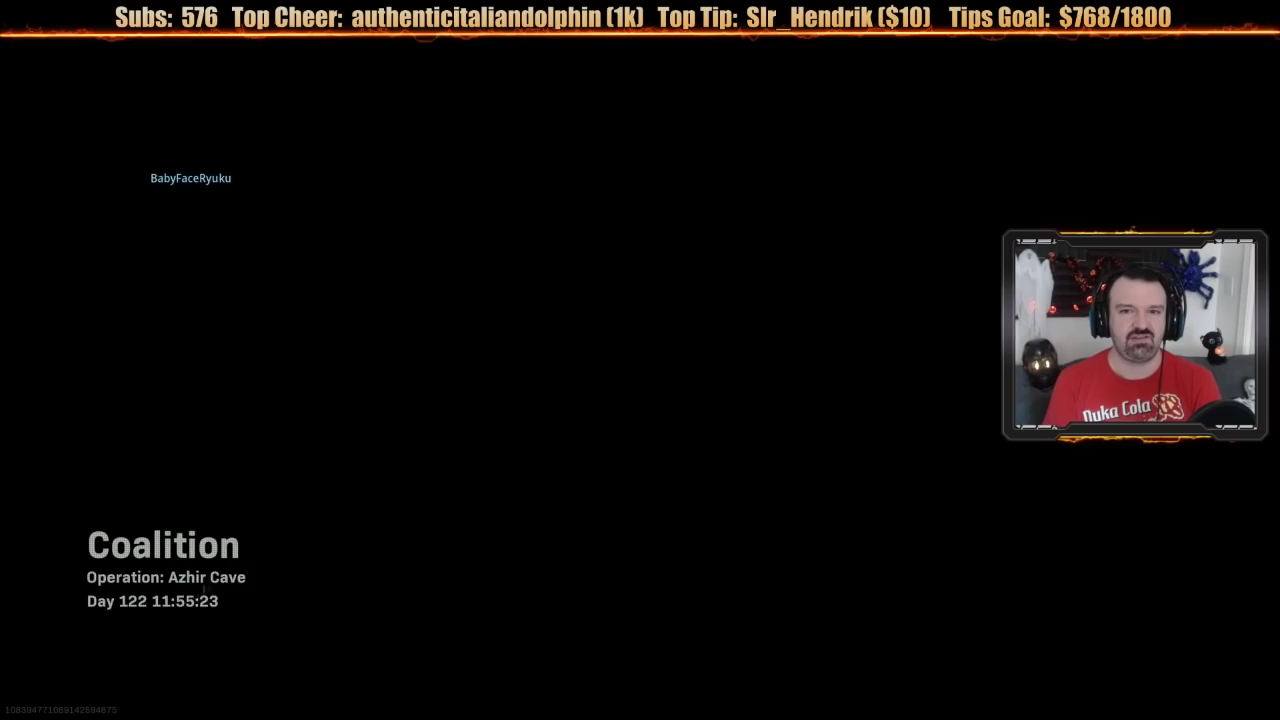 Subs: 576 Top Cheer: authenticitaliandolphin (1k) Top Tip: Slr_Hendrik ($10) Tips Goal: $768/1800
BabyFaceRyuku
Nuka Cola
Coalition
Operation: Azhir Cave
Day 122 11:55:23